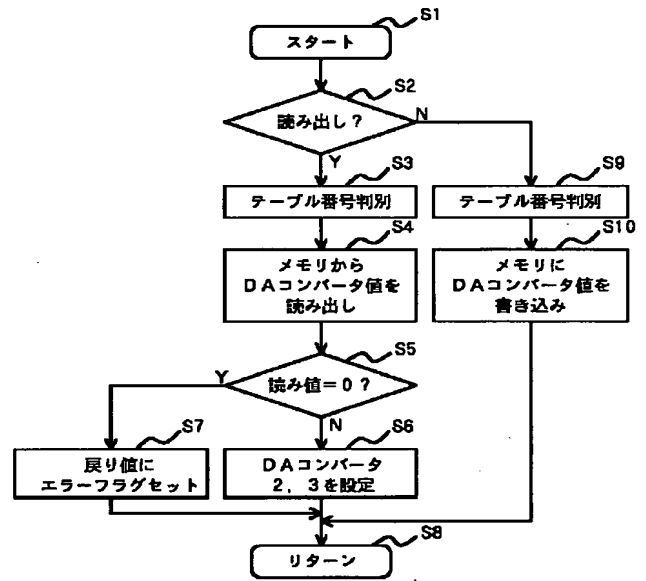 S1
スタート
S2
読み出し？
N
Y
S3
テーブル番号判別
S9
テーブル番号判別
S4
メモリから
DAコンバータ値を
読み出し
S10
メモリに
DAコンバータ値を
書き込み
S5
読み値＝0？
Y
N
S7
戻り値に
エラーフラグセット
S6
DAコンバータ
2，3を設定
S8
リターン